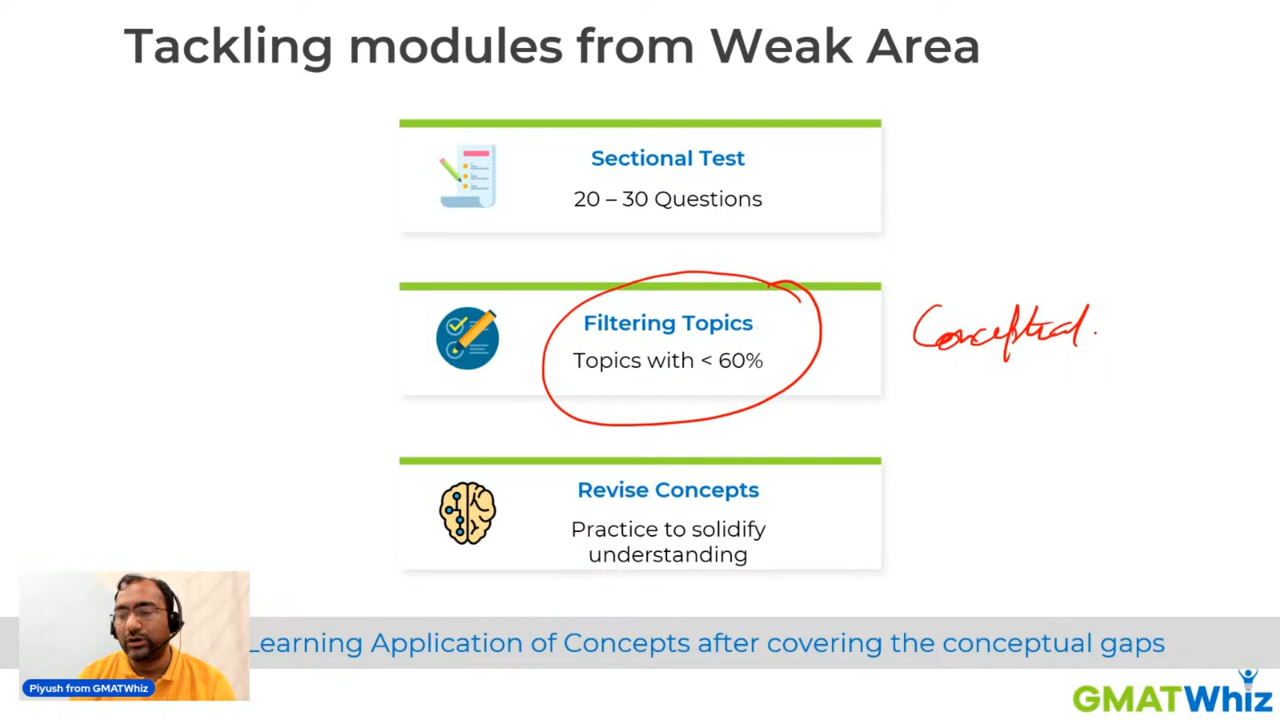 Tackling modules from Weak Area
Sectional Test
20 – 30 Questions
Filtering Topics
Topics with < 60%
Conceptual.
Revise Concepts
Practice to solidify
understanding
Learning Application of Concepts after covering the conceptual gaps
Piyush from GMATWhiz
GMATWhiz